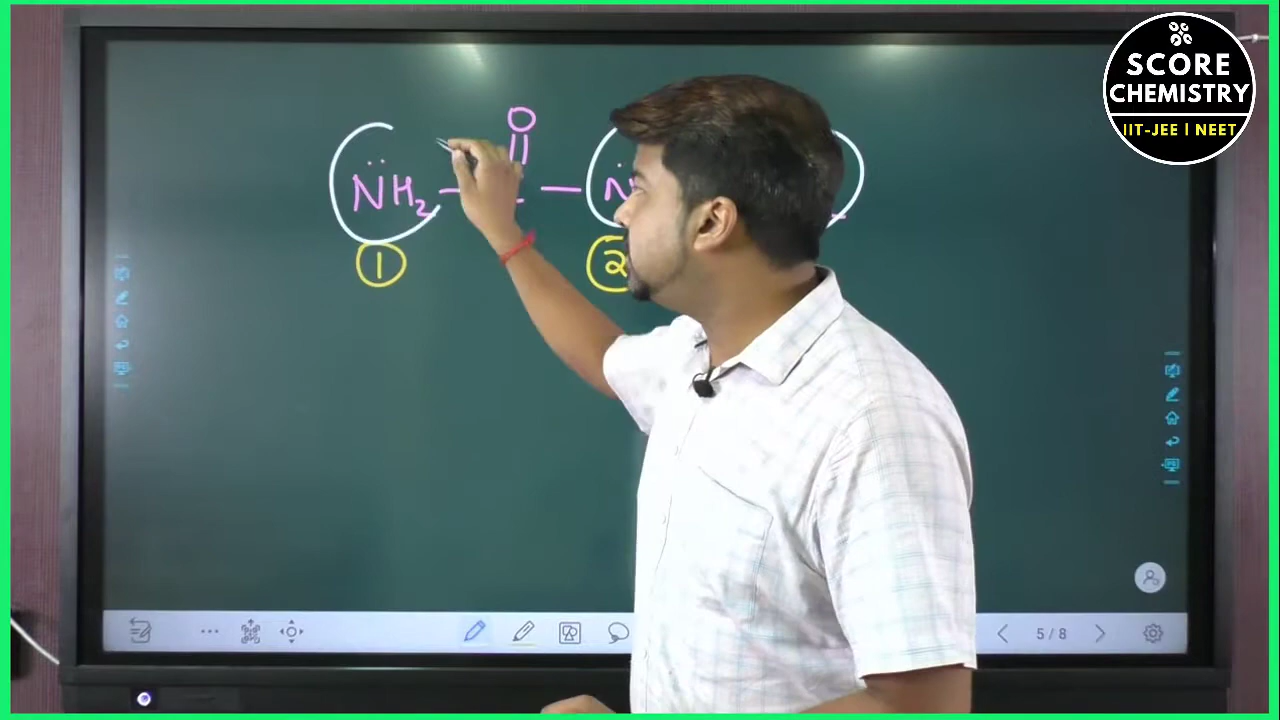 SCORE
CHEMISTRY
IIT-JEE | NEET
O
NH₂
①
②
5/8